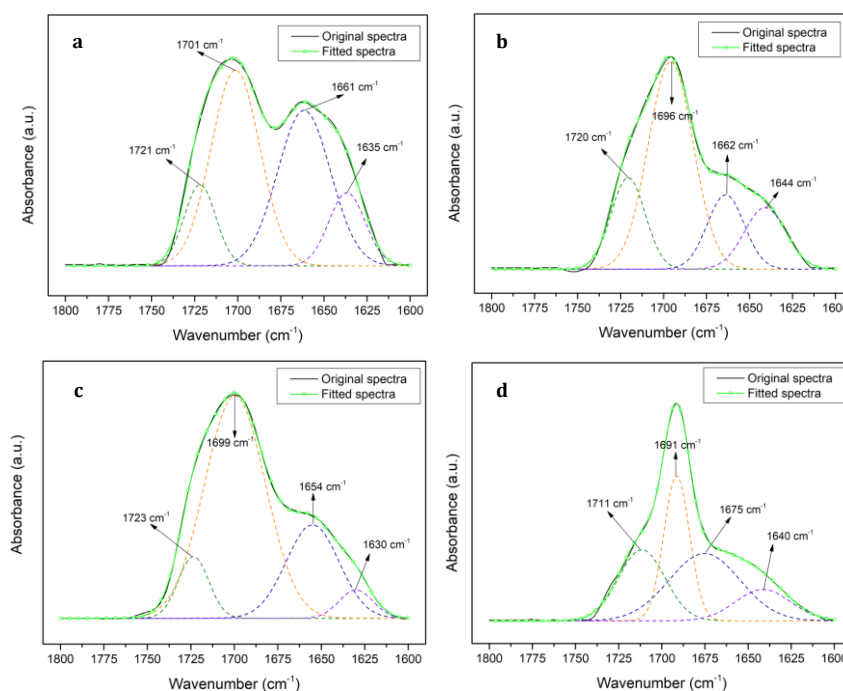 a
Original spectra
Fitted spectra
1701 cm⁻¹
1661 cm⁻¹
1721 cm⁻¹
1635 cm⁻¹
Absorbance (a.u.)
1800 1775 1750 1725 1700 1675 1650 1625 1600
Wavenumber (cm⁻¹)
b
Original spectra
Fitted spectra
1696 cm⁻¹
1720 cm⁻¹
1662 cm⁻¹
1644 cm⁻¹
Absorbance (a.u.)
1800 1775 1750 1725 1700 1675 1650 1625 1600
Wavenumber (cm⁻¹)
c
Original spectra
Fitted spectra
1699 cm⁻¹
1654 cm⁻¹
1723 cm⁻¹
1630 cm⁻¹
Absorbance (a.u.)
1800 1775 1750 1725 1700 1675 1650 1625 1600
Wavenumber (cm⁻¹)
d
Original spectra
Fitted spectra
1691 cm⁻¹
1711 cm⁻¹
1675 cm⁻¹
1640 cm⁻¹
Absorbance (a.u.)
1800 1775 1750 1725 1700 1675 1650 1625 1600
Wavenumber (cm⁻¹)